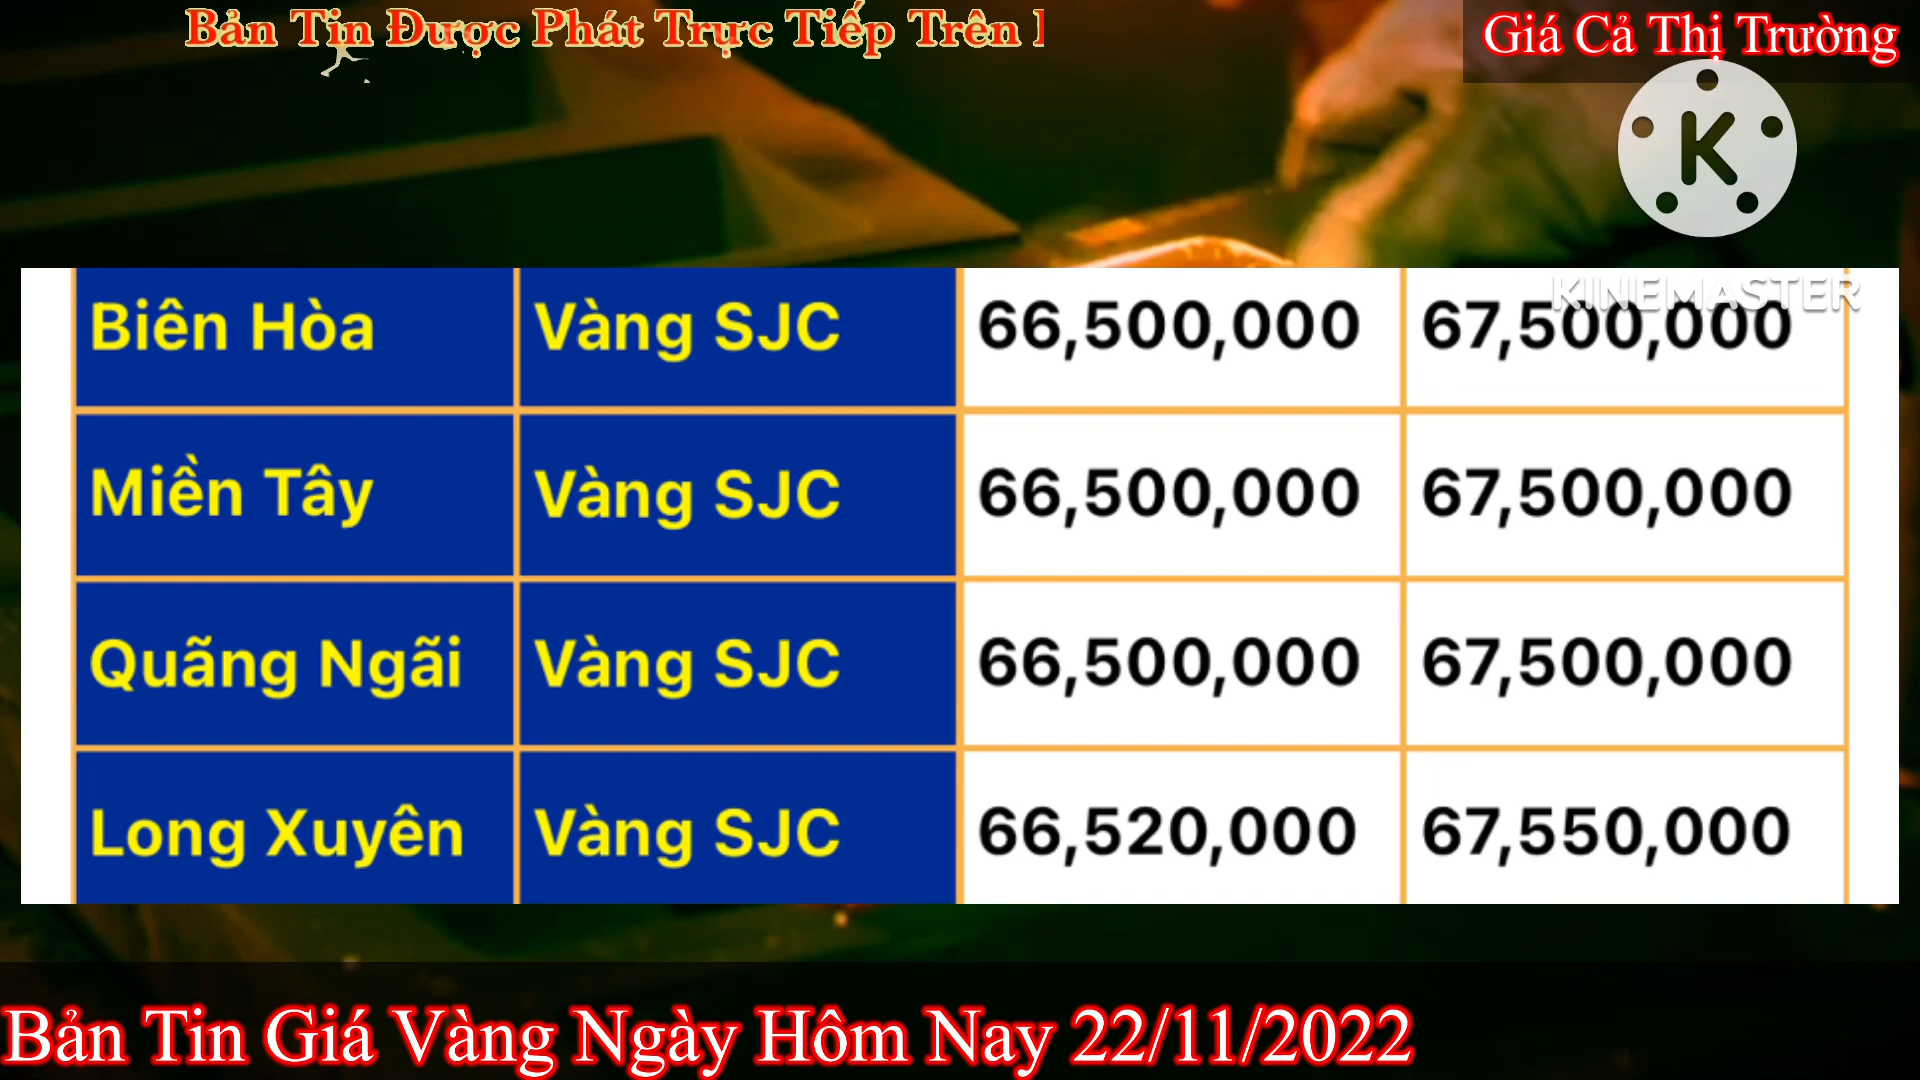 Bản Tin Được Phát Trực Tiếp Trên
Giá Cả Thị Trường
K
KINEMASTER
Biên Hòa Vàng SJC 66,500,000 67,500,000
Miền Tây Vàng SJC 66,500,000 67,500,000
Quãng Ngãi Vàng SJC 66,500,000 67,500,000
Long Xuyên Vàng SJC 66,520,000 67,550,000
Bản Tin Giá Vàng Ngày Hôm Nay 22/11/2022